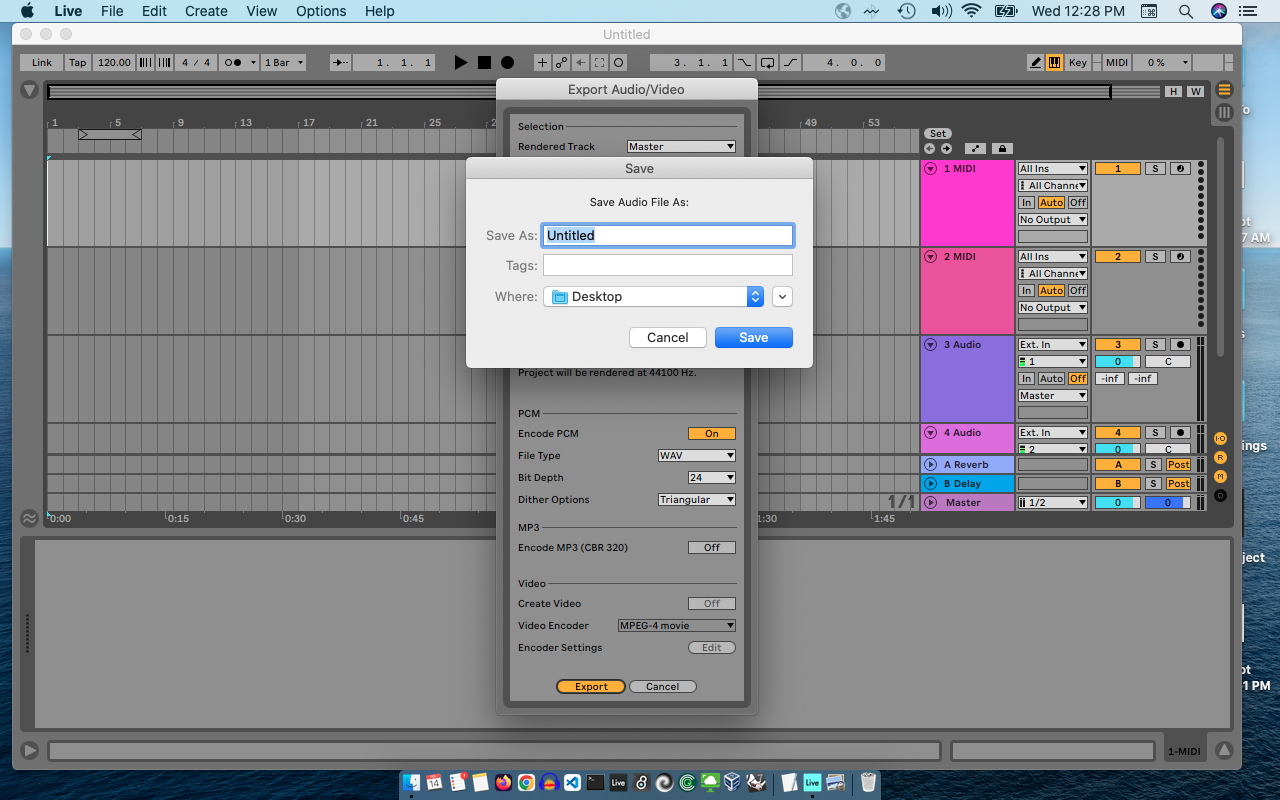 Live File Edit Create View Options Help Wed 12:28 PM
Untitled
Link Tap 120.00 4 / 4 1 Bar 1. 1. 1 3. 1. 1 4. 0. 0 Key MIDI 0 %
Export Audio/Video
H W
1 5 9 13 17 21 25 49 53
Set
Selection
Rendered Track Master
Save
Save Audio File As:
Save As: Untitled
Tags:
Where: Desktop
Cancel Save
1 MIDI All Ins 1 S
All Channe
In Auto Off
No Output
2 MIDI All Ins 2 S
All Channe
In Auto Off
No Output
3 Audio Ext. In 3 S
1 0 C
In Auto Off -inf -inf
Master
4 Audio Ext. In 4 S
2 0 C
A Reverb A S Post
B Delay B S Post
Master 1/2 0 0
1/1
0:00 0:15 0:30 0:45 1:30 1:45
Project will be rendered at 44100 Hz.
PCM
Encode PCM On
File Type WAV
Bit Depth 24
Dither Options Triangular
MP3
Encode MP3 (CBR 320) Off
Video
Create Video Off
Video Encoder MPEG-4 movie
Encoder Settings Edit
Export Cancel
I·O
R
M
D
1-MIDI
7 AM
ings
ject
1 PM
14
Live
Live